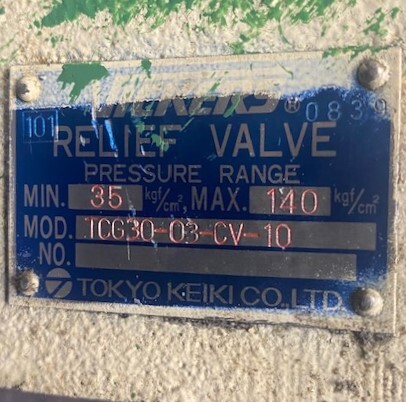 VICKERS®
101 0839
RELIEF VALVE
PRESSURE RANGE
MIN. 35 kgf/cm², MAX. 140 kgf/cm²
MOD. TCG30-03-CV-10
NO.
TOKYO KEIKI CO., LTD.